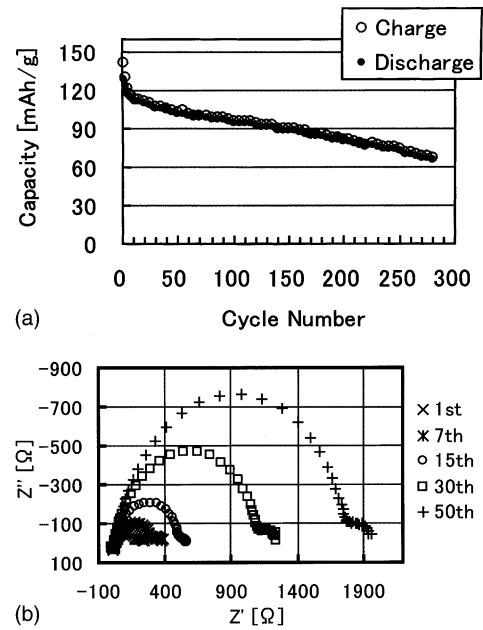 Charge
Discharge
Capacity [mAh/g]
150
120
90
60
30
0
0 50 100 150 200 250 300
Cycle Number
(a)
Z'' [Ω]
-900
-700
-500
-300
-100
100
-100 400 900 1400 1900
Z' [Ω]
1st
7th
15th
30th
50th
(b)